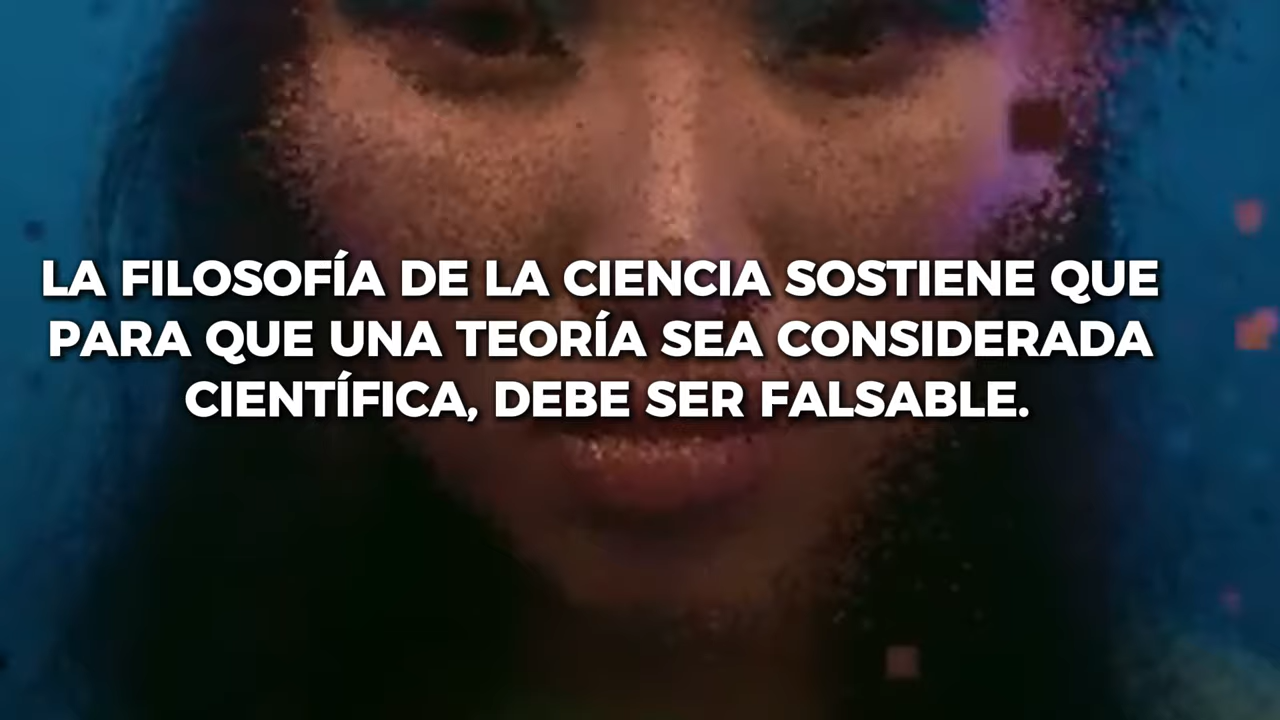 LA FILOSOFÍA DE LA CIENCIA SOSTIENE QUE
PARA QUE UNA TEORÍA SEA CONSIDERADA
CIENTÍFICA, DEBE SER FALSABLE.